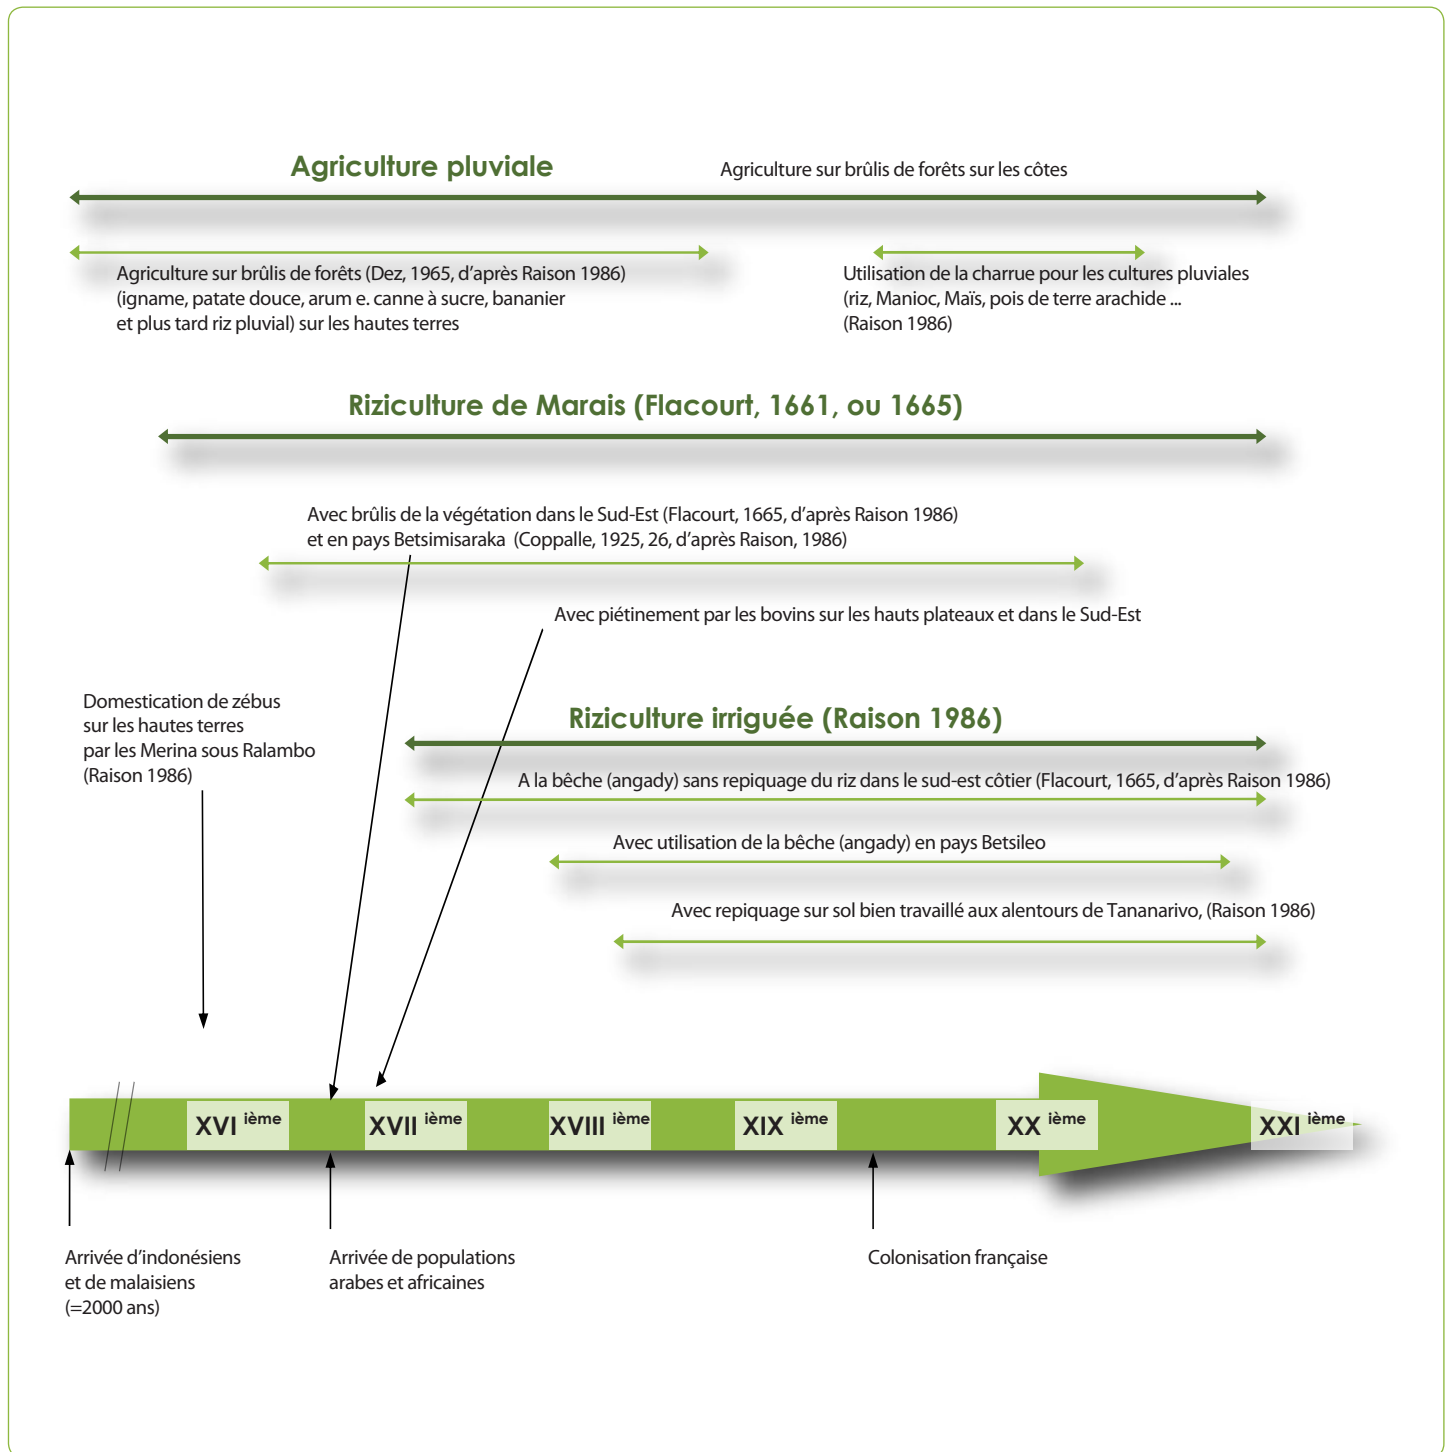 Agriculture pluviale
Agriculture sur brûlis de forêts sur les côtes
Agriculture sur brûlis de forêts (Dez, 1965, d'après Raison 1986)
(igname, patate douce, arum e. canne à sucre, bananier
et plus tard riz pluvial) sur les hautes terres
Utilisation de la charrue pour les cultures pluviales
(riz, Manioc, Maïs, pois de terre arachide ...
(Raison 1986)
Riziculture de Marais (Flacourt, 1661, ou 1665)
Avec brûlis de la végétation dans le Sud-Est (Flacourt, 1665, d'après Raison 1986)
et en pays Betsimisaraka (Coppalle, 1925, 26, d'après Raison, 1986)
Avec piétinement par les bovins sur les hauts plateaux et dans le Sud-Est
Domestication de zébus
sur les hautes terres
par les Merina sous Ralambo
(Raison 1986)
Riziculture irriguée (Raison 1986)
A la bêche (angady) sans repiquage du riz dans le sud-est côtier (Flacourt, 1665, d'après Raison 1986)
Avec utilisation de la bêche (angady) en pays Betsileo
Avec repiquage sur sol bien travaillé aux alentours de Tananarivo, (Raison 1986)
XVI ième
XVII ième
XVIII ième
XIX ième
XX ième
XXI ième
Arrivée d'indonésiens
et de malaisiens
(=2000 ans)
Arrivée de populations
arabes et africaines
Colonisation française